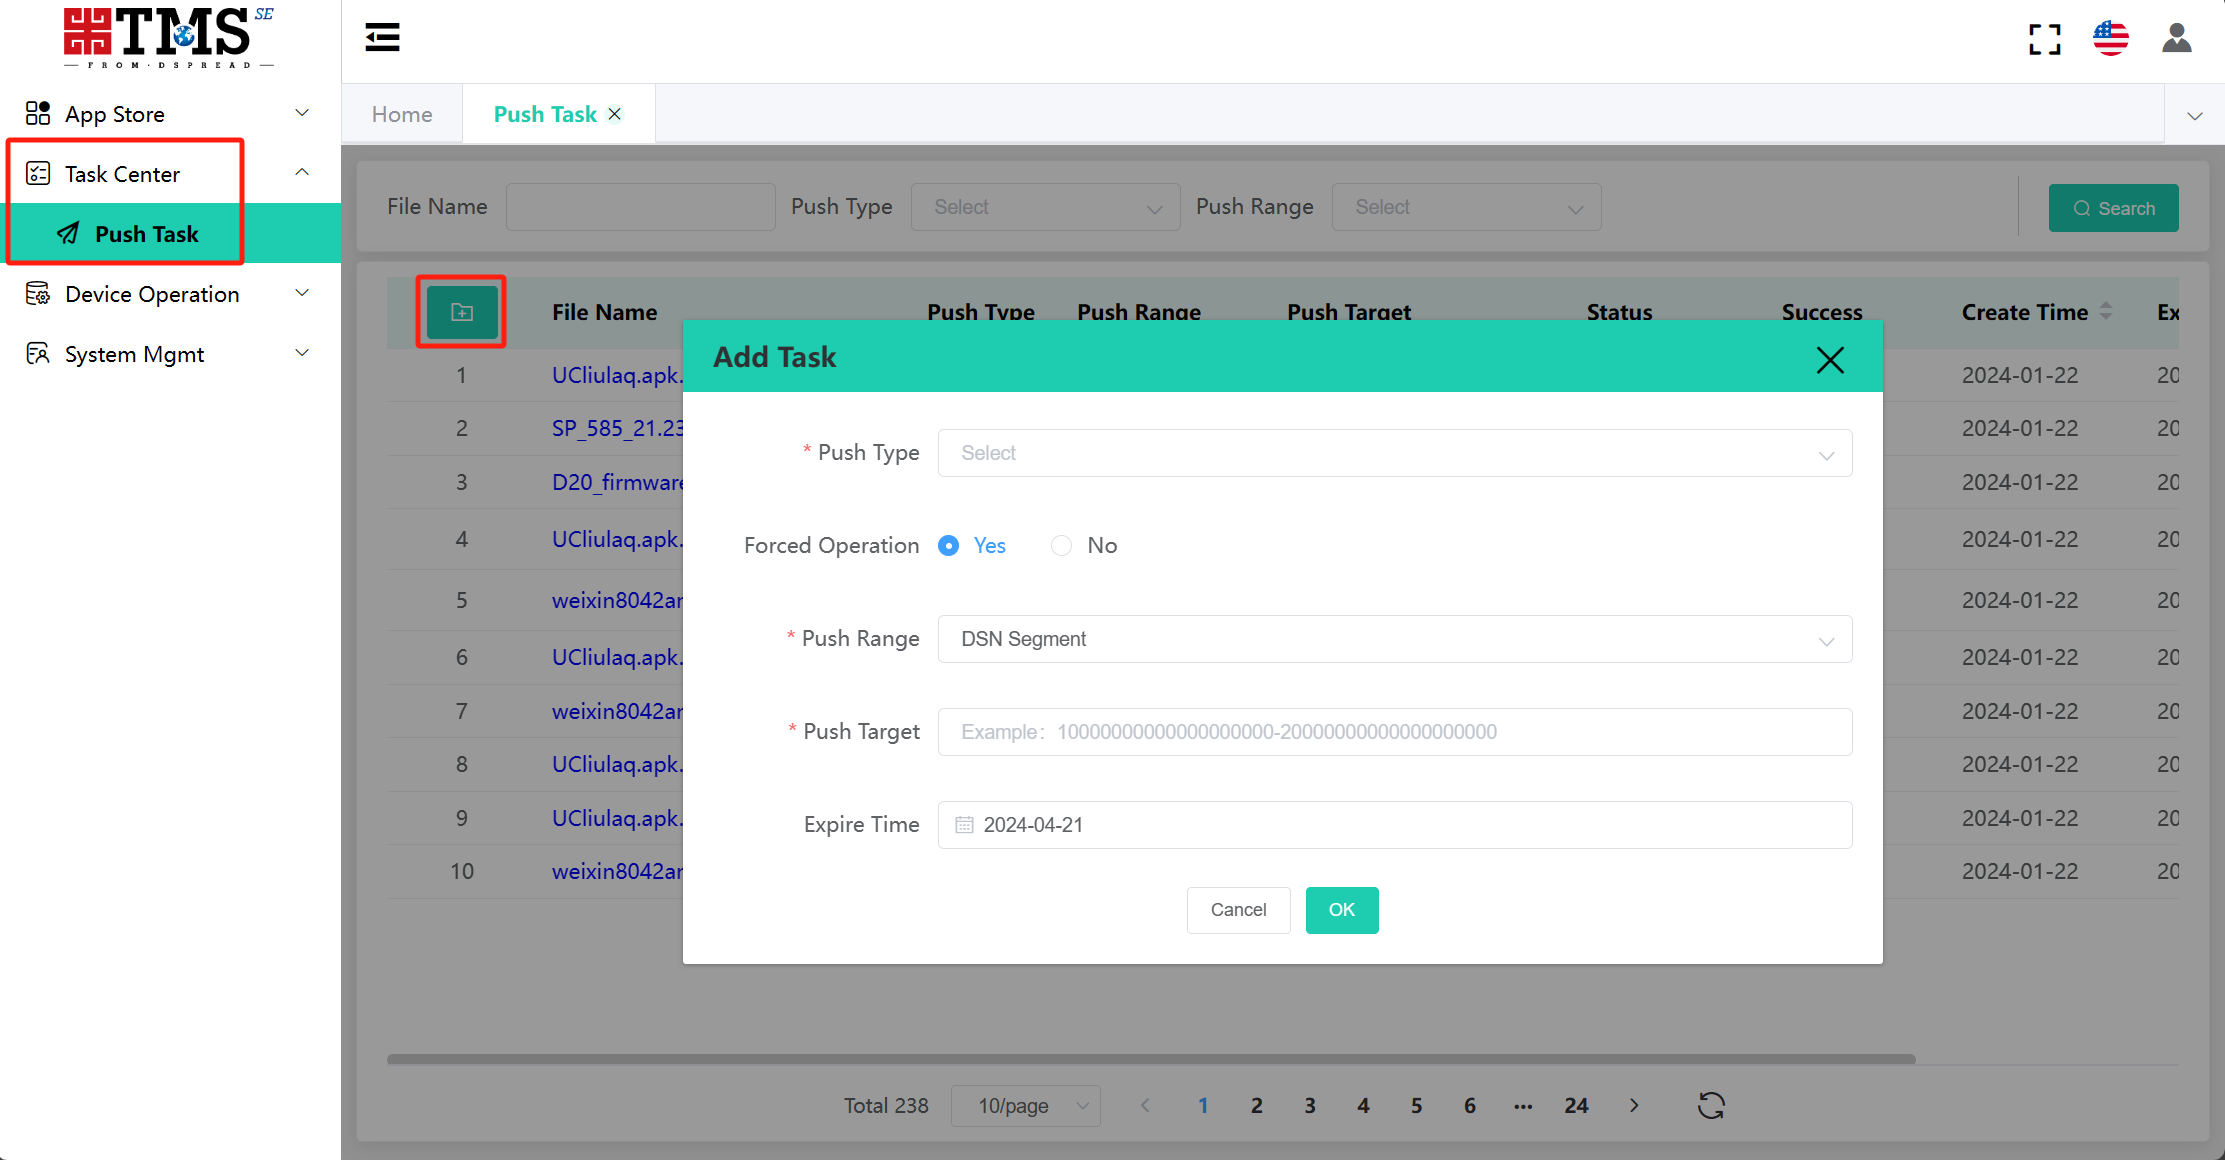 TMS SE
FROM·DSPREAD
App Store
Task Center
Push Task
Device Operation
System Mgmt
Home
Push Task
File Name
Push Type Select
Push Range Select
Search
File Name Push Type Push Range Push Target Status Success Create Time Ex
1 UCliulaq.apk. 2024-01-22 20
2 SP_585_21.23 2024-01-22 20
3 D20_firmware 2024-01-22 20
4 UCliulaq.apk. 2024-01-22 20
5 weixin8042ar 2024-01-22 20
6 UCliulaq.apk. 2024-01-22 20
7 weixin8042ar 2024-01-22 20
8 UCliulaq.apk. 2024-01-22 20
9 UCliulaq.apk. 2024-01-22 20
10 weixin8042ar 2024-01-22 20
Add Task
* Push Type Select
Forced Operation Yes No
* Push Range DSN Segment
* Push Target Example：10000000000000000000-20000000000000000000
Expire Time 2024-04-21
Cancel OK
Total 238 10/page 1 2 3 4 5 6 ••• 24